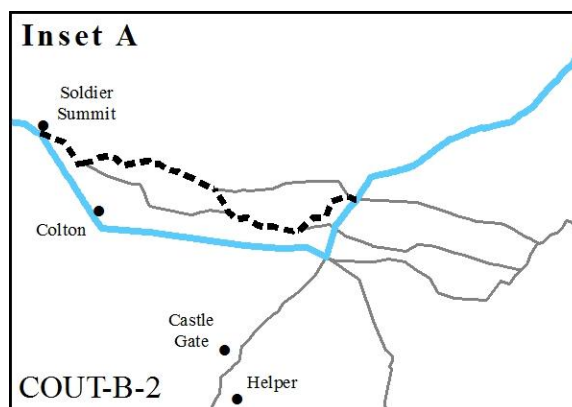 Inset A
Soldier
Summit
Colton
Castle
Gate
Helper
COUT-B-2